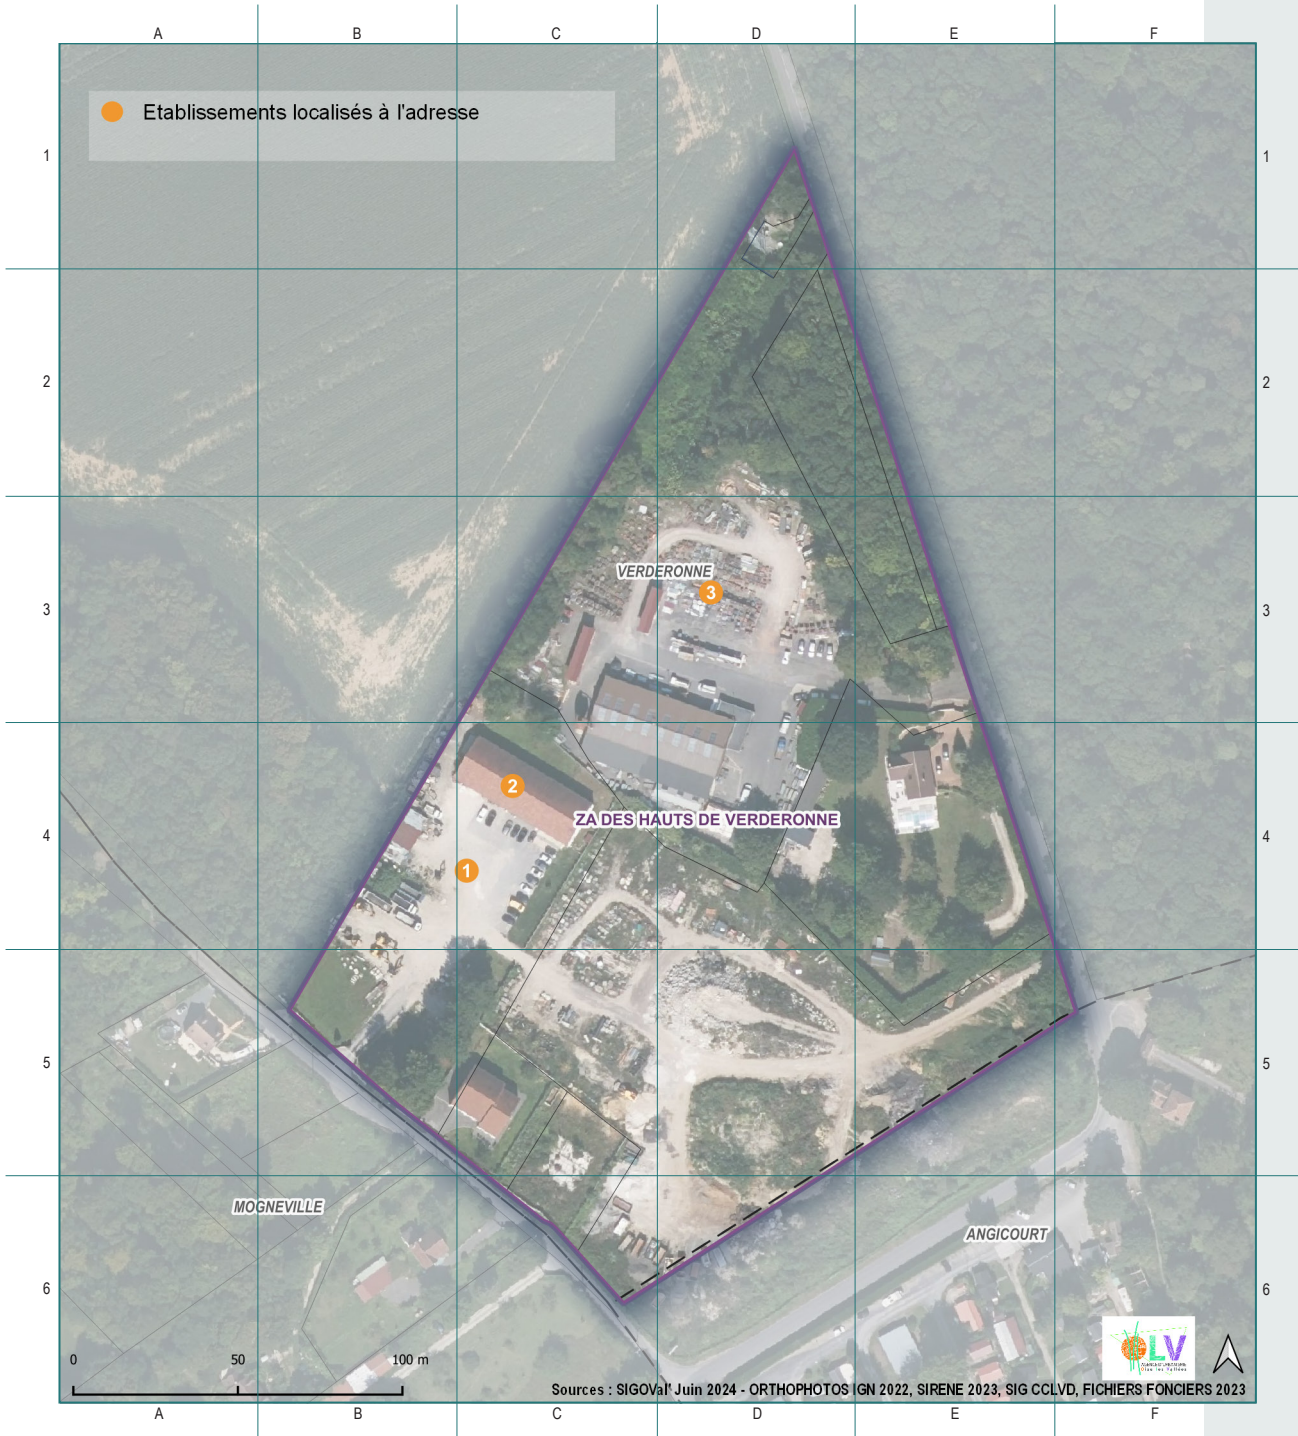 A B C D E F
Etablissements localisés à l'adresse
1 1
2 2
VERDERONNE
3
3 3
2
ZA DES HAUTS DE VERDERONNE
4 4
1
5 5
MOGNEVILLE
ANGICOURT
6 6
LV
0 50 100 m
Sources : SIGOVal' Juin 2024 - ORTHOPHOTOS IGN 2022, SIRENE 2023, SIG CCLVD, FICHIERS FONCIERS 2023
A B C D E F